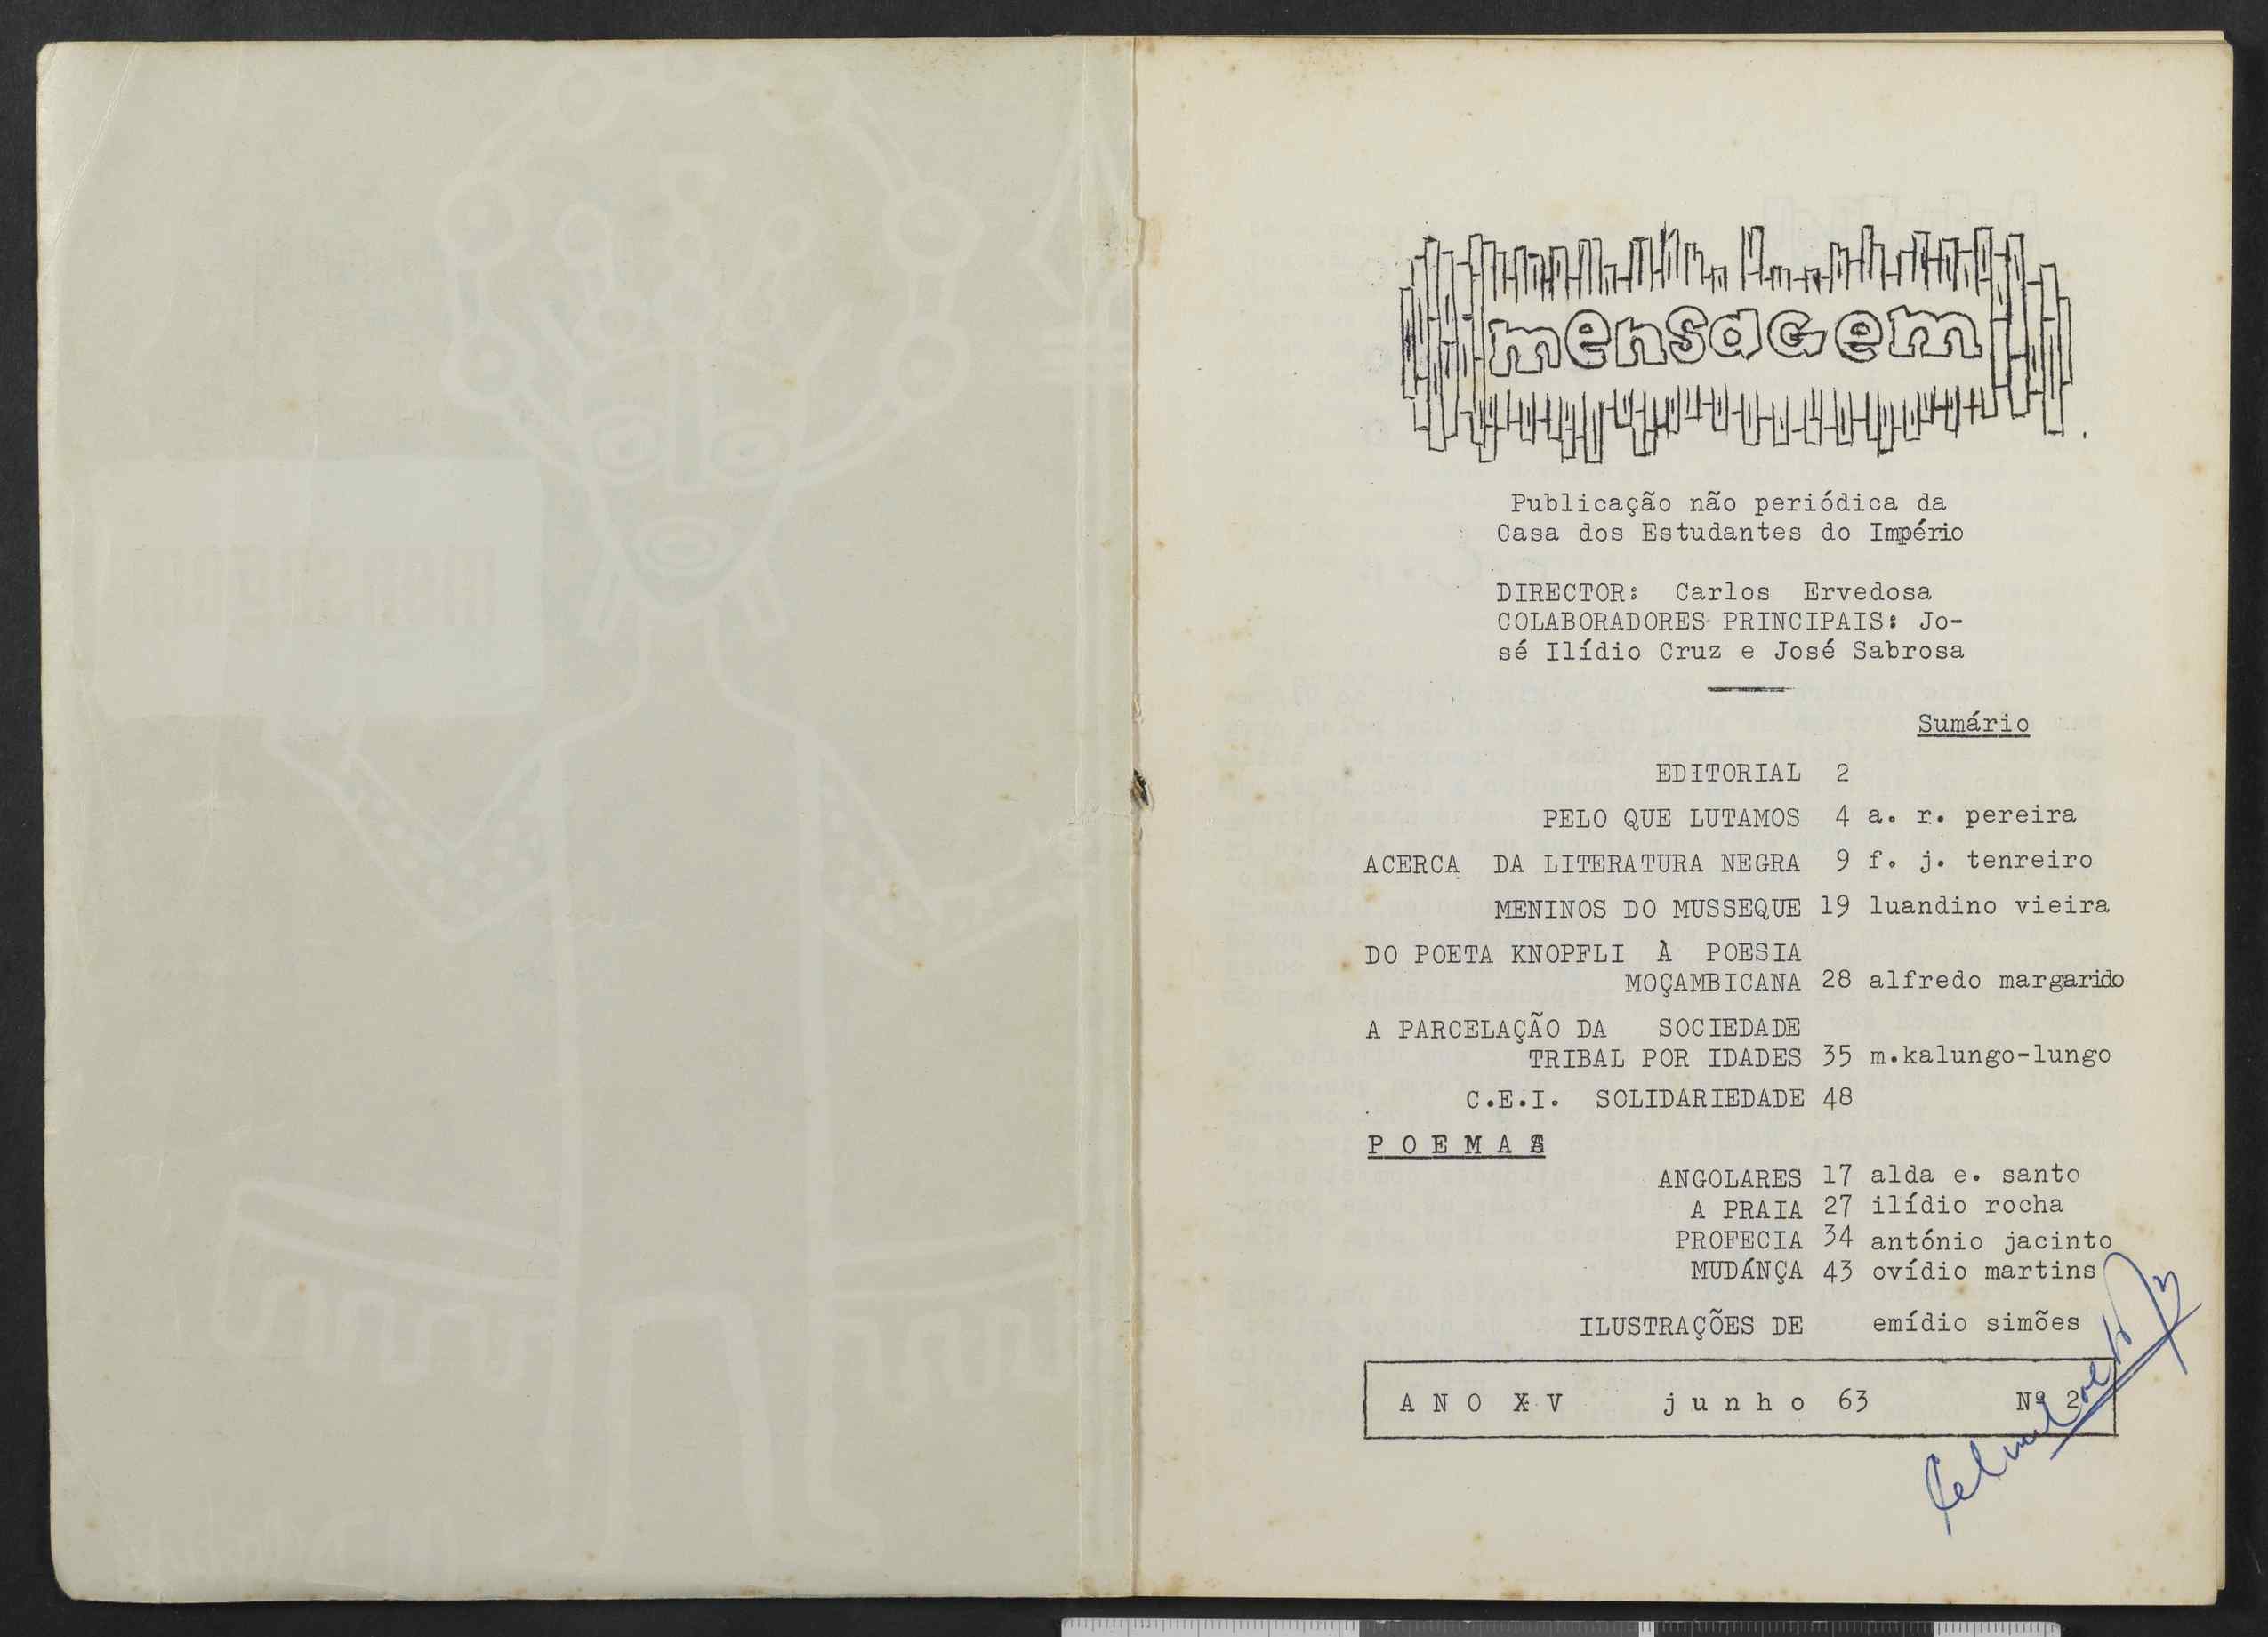 mensagem
Publicação não periódica da
Casa dos Estudantes do Império
DIRECTOR: Carlos Ervedosa
COLABORADORES PRINCIPAIS: Jo-
sé Ilídio Cruz e José Sabrosa
Sumário
EDITORIAL 2
PELO QUE LUTAMOS 4 a. r. pereira
ACERCA DA LITERATURA NEGRA 9 f. j. tenreiro
MENINOS DO MUSSEQUE 19 luandino vieira
DO POETA KNOPFLI À POESIA
MOÇAMBICANA 28 alfredo margarido
A PARCELAÇÃO DA SOCIEDADE
TRIBAL POR IDADES 35 m.kalungo-lungo
C.E.I. SOLIDARIEDADE 48
POEMAS
ANGOLARES 17 alda e. santo
A PRAIA 27 ilídio rocha
PROFECIA 34 antónio jacinto
MUDÁNÇA 43 ovídio martins
ILUSTRAÇÕES DE emídio simões
ANO XV junho 63 Nº 2